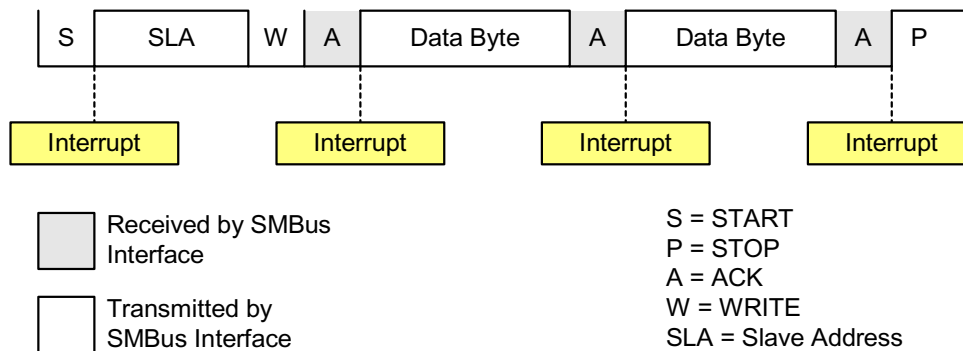 S SLA W A Data Byte A Data Byte A P
Interrupt Interrupt Interrupt Interrupt
Received by SMBus
Interface
Transmitted by
SMBus Interface
S = START
P = STOP
A = ACK
W = WRITE
SLA = Slave Address